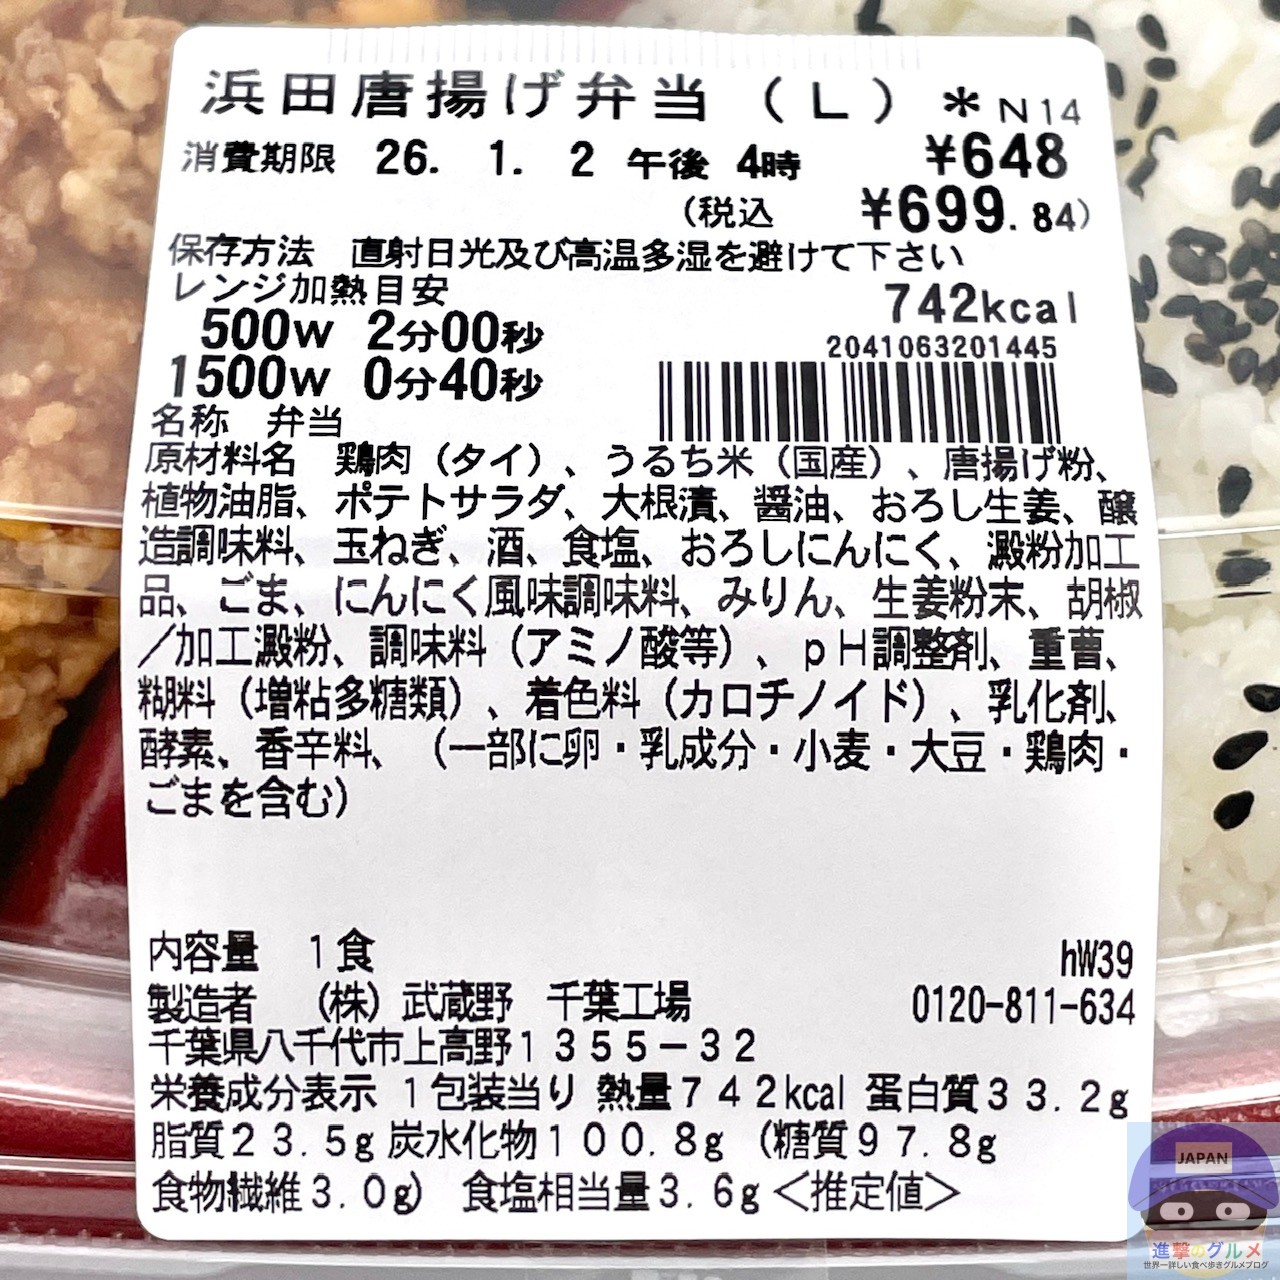 浜田唐揚げ弁当（L）＊N14
消費期限 26. 1. 2 午後 4時 ¥648
（税込 ¥699.84）
保存方法 直射日光及び高温多湿を避けて下さい
レンジ加熱目安 742kcal
500W 2分00秒
2041063201445
1500W 0分40秒
名称 弁当
原材料名 鶏肉（タイ）、うるち米（国産）、唐揚げ粉、
植物油脂、ポテトサラダ、大根漬、醤油、おろし生姜、醸
造調味料、玉ねぎ、酒、食塩、おろしにんにく、澱粉加工
品、ごま、にんにく風味調味料、みりん、生姜粉末、胡椒
／加工澱粉、調味料（アミノ酸等）、pH調整剤、重曹、
糊料（増粘多糖類）、着色料（カロチノイド）、乳化剤、
酵素、香辛料、（一部に卵・乳成分・小麦・大豆・鶏肉・
ごまを含む）
内容量 1食 hW39
製造者 （株）武蔵野 千葉工場 0120-811-634
千葉県八千代市上高野1355－32
栄養成分表示 1包装当り 熱量742kcal 蛋白質33.2g
脂質23.5g 炭水化物100.8g （糖質97.8g
食物繊維3.0g） 食塩相当量3.6g＜推定値＞
JAPAN
進撃のグルメ
世界一詳しい食べ歩きグルメブログ